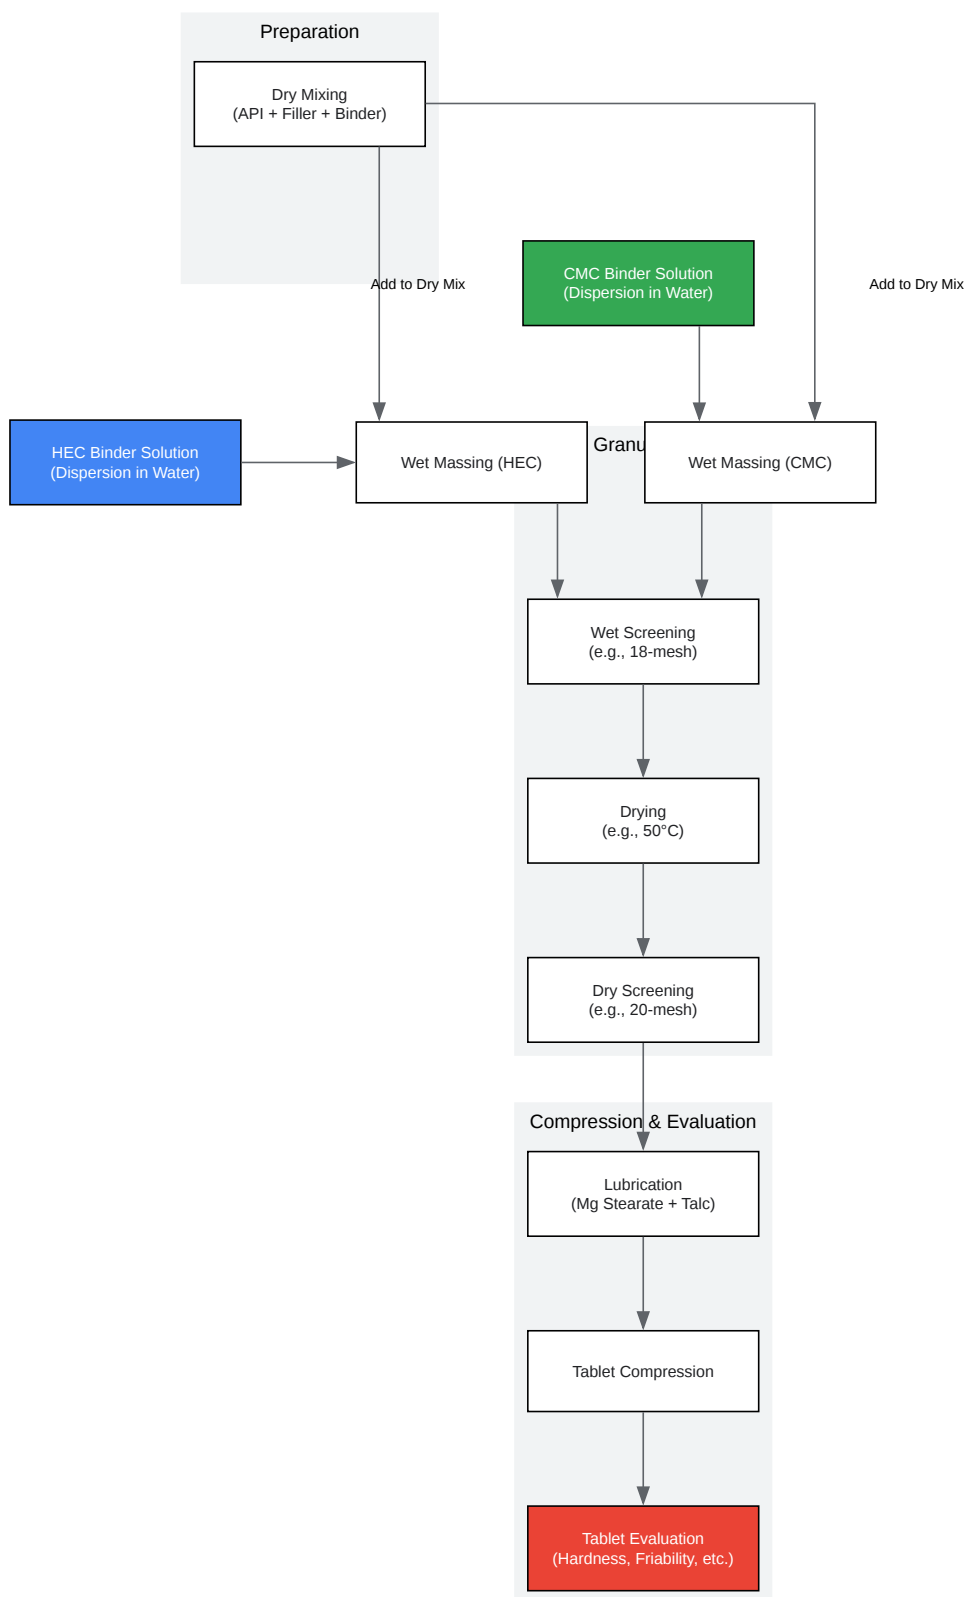 Preparation
Dry Mixing
(API + Filler + Binder)
CMC Binder Solution
(Dispersion in Water)
Add to Dry Mix
Add to Dry Mix
HEC Binder Solution
(Dispersion in Water)
Wet Massing (HEC)
Granu
Wet Massing (CMC)
Wet Screening
(e.g., 18-mesh)
Drying
(e.g., 50°C)
Dry Screening
(e.g., 20-mesh)
Compression & Evaluation
Lubrication
(Mg Stearate + Talc)
Tablet Compression
Tablet Evaluation
(Hardness, Friability, etc.)